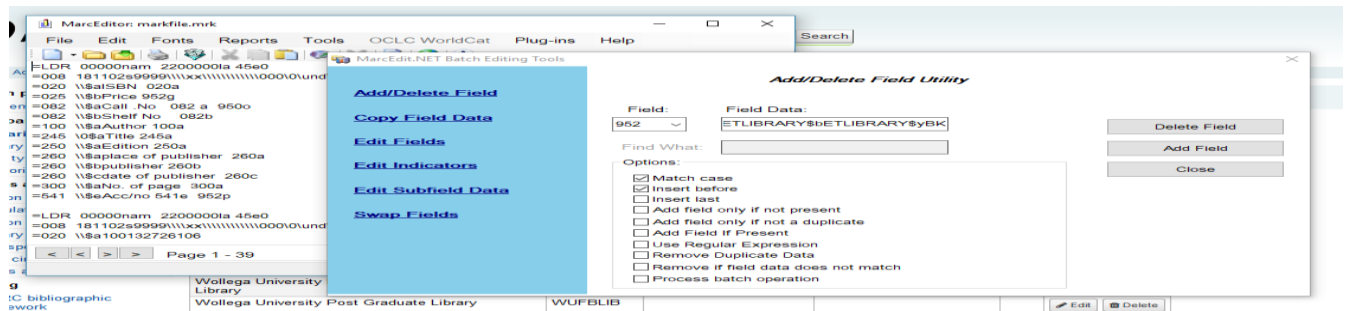 MarcEditor: markfile.mrk
File Edit Fonts Reports Tools OCLC WorldCat Plug-ins Help
Search
=LDR 00000nam 2200000Ia 45e0
=008 181102s9999\\\\xx\\\\\\\\\\\\000\0\und
=020 \\$aISBN 020a
=025 \\$bPrice 952g
=082 \\$aCall .No 082 a 950o
=082 \\$bShelf No 082b
=100 \\$aAuthor 100a
=245 \0$aTitle 245a
=250 \\$aEdition 250a
=260 \\$aplace of publisher 260a
=260 \\$bpublisher 260b
=260 \\$cdate of publisher 260c
=300 \\$aNo. of page 300a
=541 \\$eAcc/no 541e 952p
=LDR 00000nam 2200000Ia 45e0
=008 181102s9999\\\\xx\\\\\\\\\\\\000\0\und
=020 \\$a100132726106
< < > > Page 1 - 39
MarcEdit.NET Batch Editing Tools
Add/Delete Field
Copy Field Data
Edit Fields
Edit Indicators
Edit Subfield Data
Swap Fields
Add/Delete Field Utility
Field: Field Data:
952 ETLIBRARY$bETLIBRARY$yBK
Find What:
Options:
Match case
Insert before
Insert last
Add field only if not present
Add field only if not a duplicate
Add Field If Present
Use Regular Expression
Remove Duplicate Data
Remove if field data does not match
Process batch operation
Delete Field
Add Field
Close
Wollega University
Library
Wollega University Post Graduate Library WUFBLIB Edit Delete
C bibliographic
ework